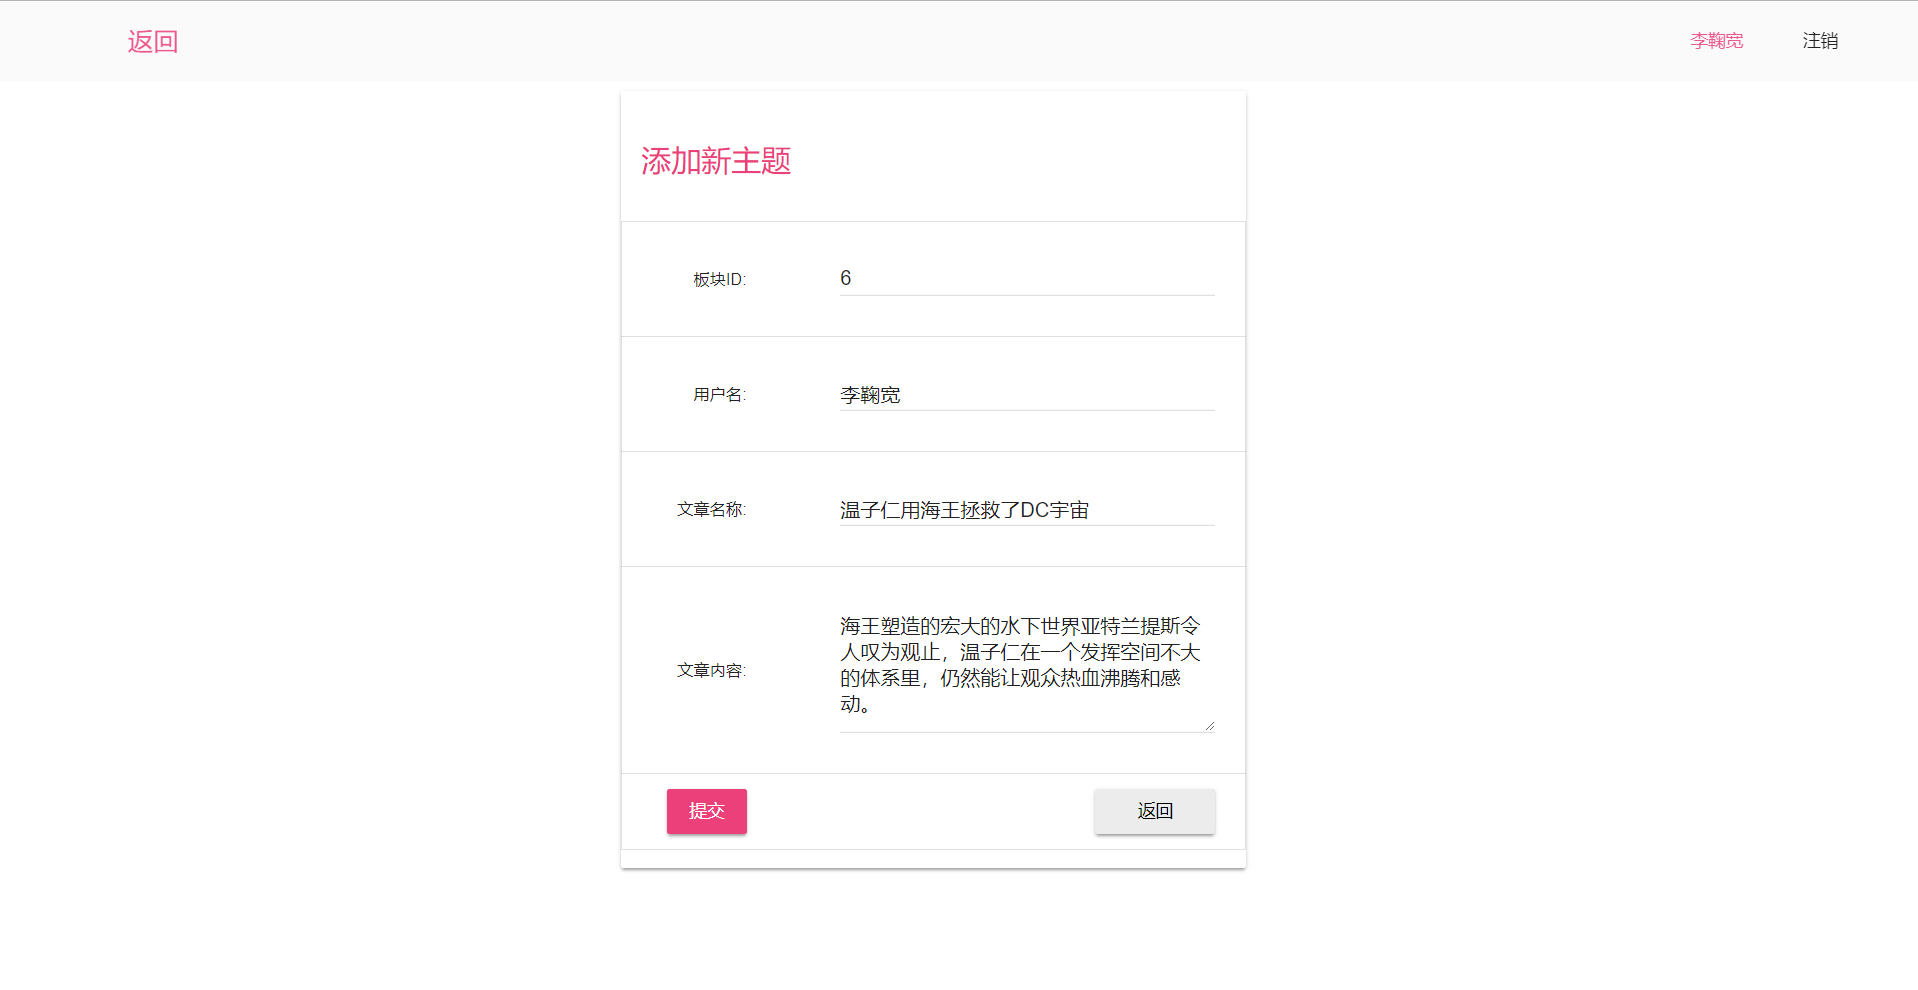 返回
李鞠宽
注销
添加新主题
板块ID:
6
用户名:
李鞠宽
文章名称:
温子仁用海王拯救了DC宇宙
文章内容:
海王塑造的宏大的水下世界亚特兰提斯令
人叹为观止，温子仁在一个发挥空间不大
的体系里，仍然能让观众热血沸腾和感
动。
提交
返回